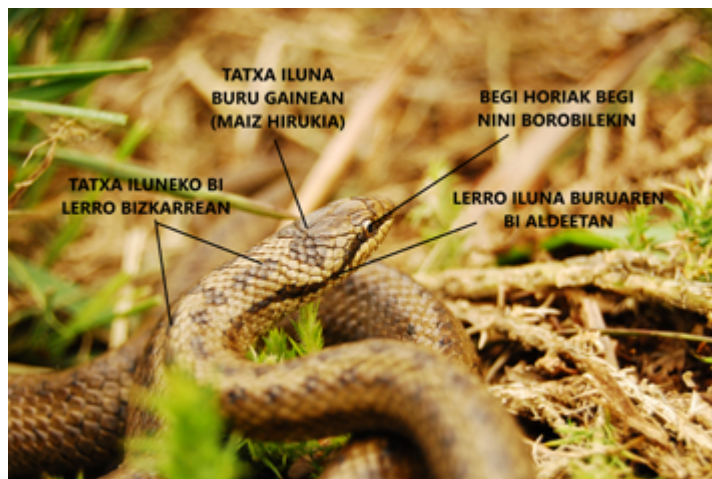 TATXA ILUNA
BURU GAINEAN
(MAIZ HIRUKIA)
BEGI HORIAK BEGI
NINI BOROBILEKIN
TATXA ILUNEKO BI
LERRO BIZKARREAN
LERRO ILUNA BURUAREN
BI ALDEETAN